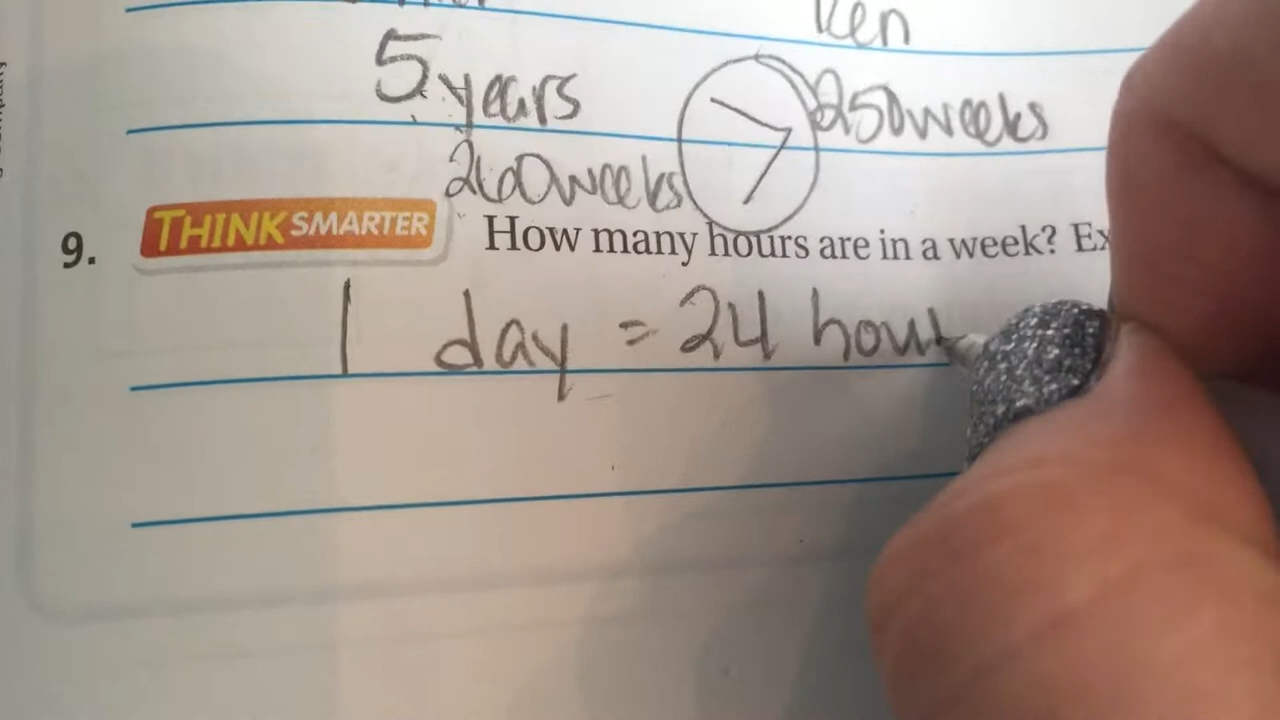 Ken
5 years
250 weeks
260 weeks
9. THINK SMARTER How many hours are in a week? Ex
1 day = 24 hour